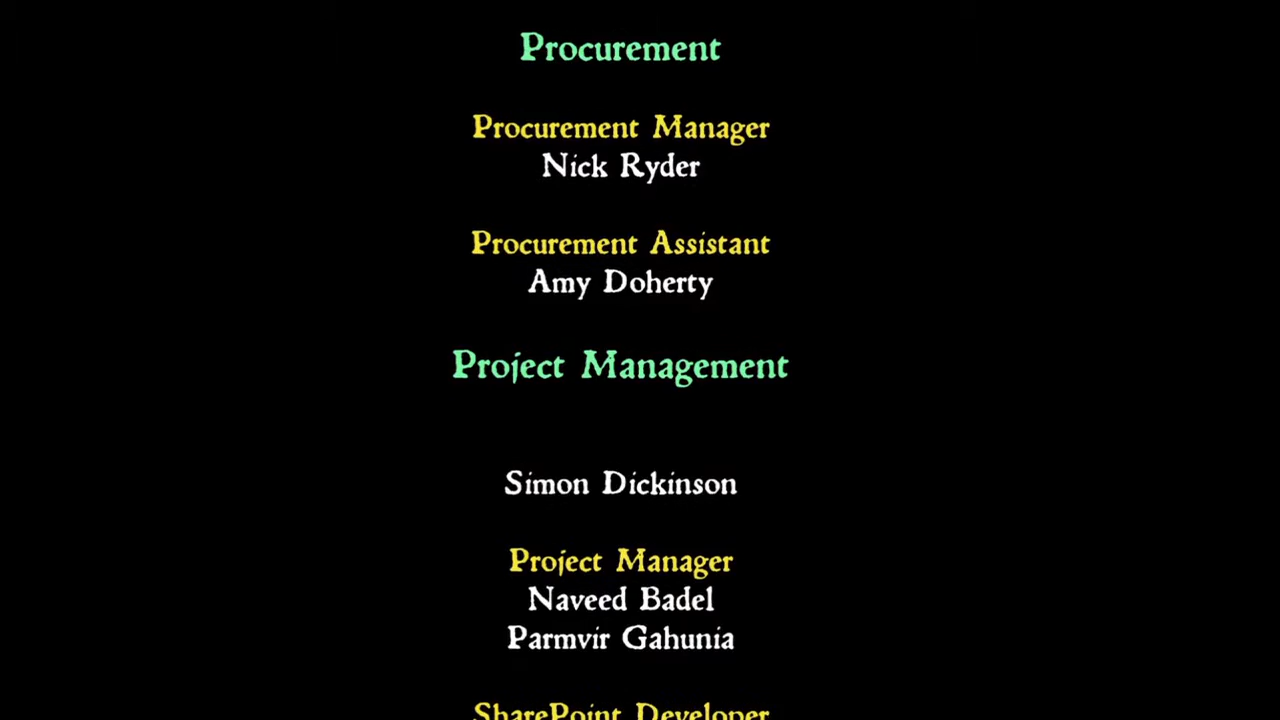 Procurement
Procurement Manager
Nick Ryder
Procurement Assistant
Amy Doherty
Project Management
Simon Dickinson
Project Manager
Naveed Badel
Parmvir Gahunia
SharePoint Developer